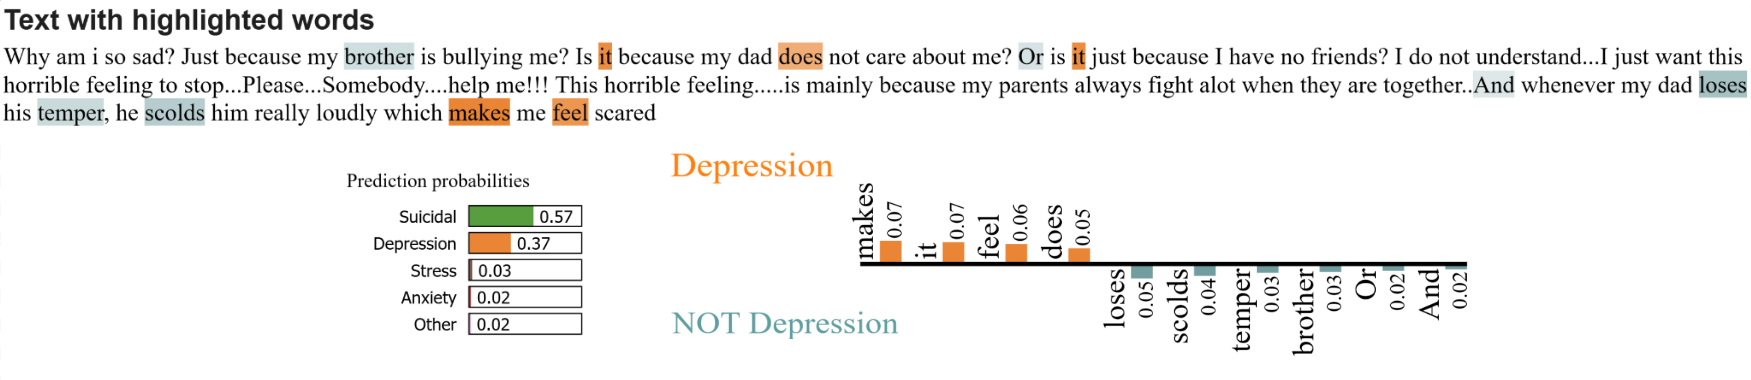 Text with highlighted words
Why am i so sad? Just because my brother is bullying me? Is it because my dad does not care about me? Or is it just because I have no friends? I do not understand...I just want this
horrible feeling to stop...Please...Somebody....help me!!! This horrible feeling.....is mainly because my parents always fight alot when they are together..And whenever my dad loses
his temper, he scolds him really loudly which makes me feel scared
Prediction probabilities
Suicidal 0.57
Depression 0.37
Stress 0.03
Anxiety 0.02
Other 0.02
Depression
makes 0.07
it 0.07
feel 0.06
does 0.05
NOT Depression
loses 0.05
scolds 0.04
temper 0.03
brother 0.03
Or 0.02
And 0.02